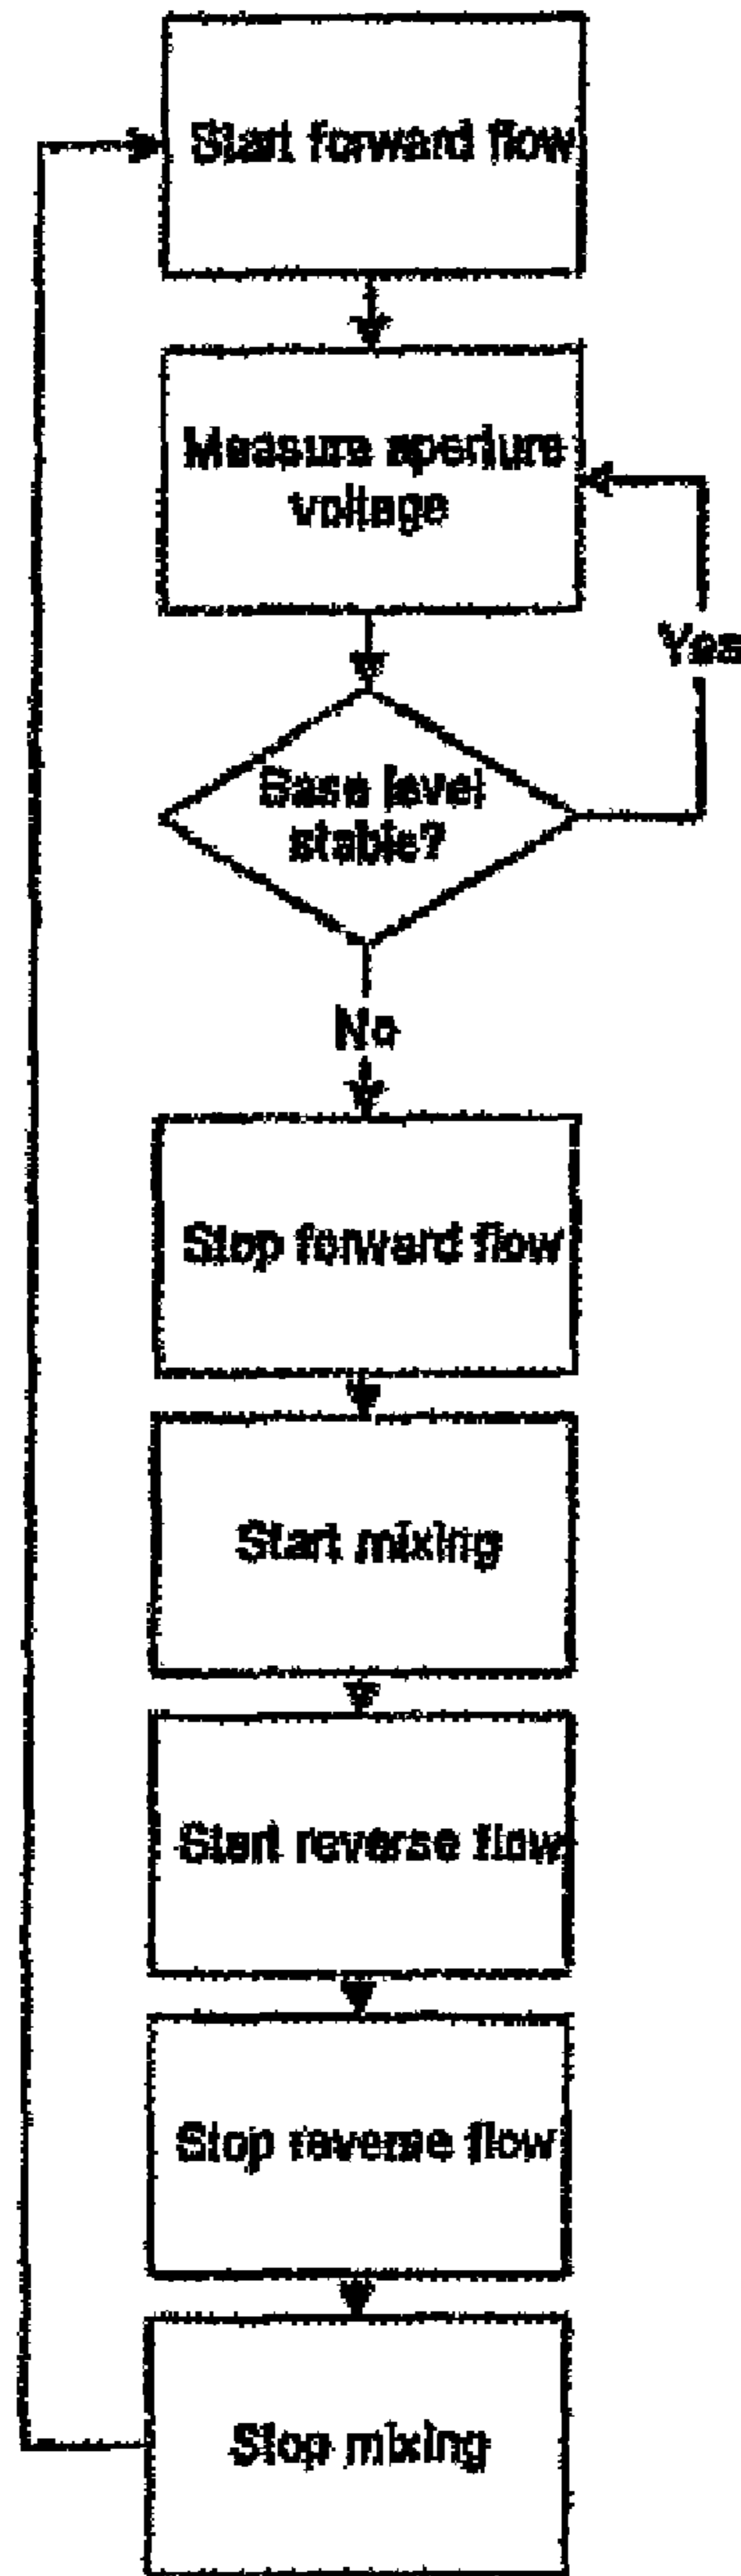 Start forward flow
Measure aperture
voltage
Yes
Base level
stable?
No
Stop forward flow
Start mixing
Start reverse flow
Stop reverse flow
Stop mixing